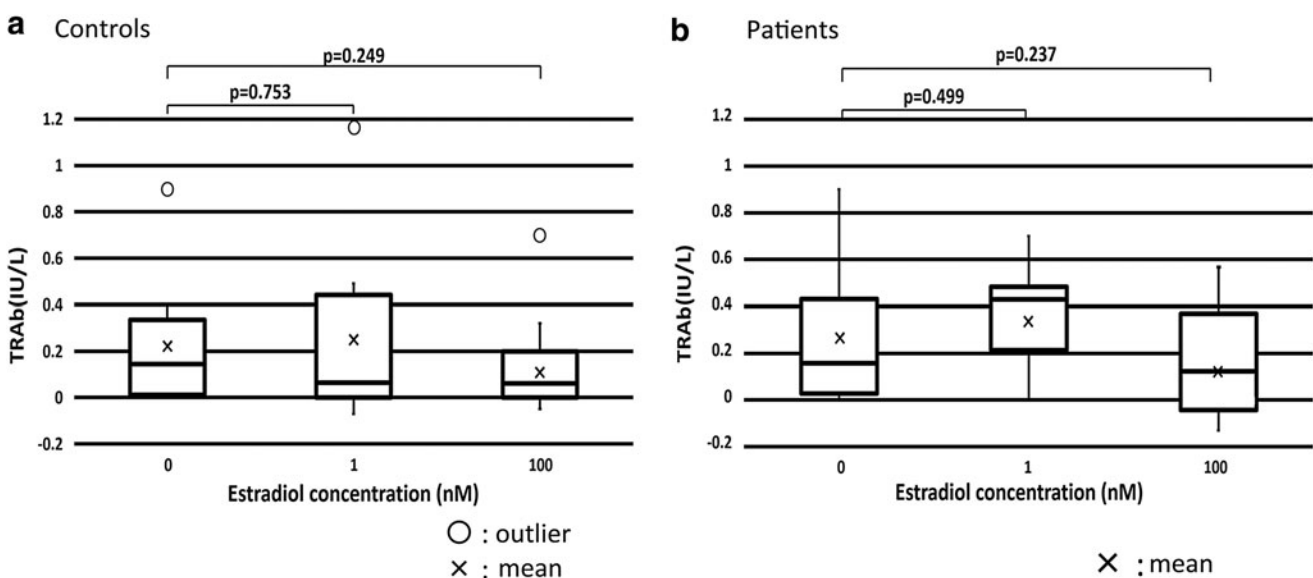 a Controls
p=0.249
p=0.753
1.2
1
0.8
0.6
0.4
0.2
0
-0.2
TRAb(IU/L)
0 1 100
Estradiol concentration (nM)
○ : outlier
× : mean
b Patients
p=0.237
p=0.499
1.2
1
0.8
0.6
0.4
0.2
0
-0.2
TRAb(IU/L)
0 1 100
Estradiol concentration (nM)
× : mean